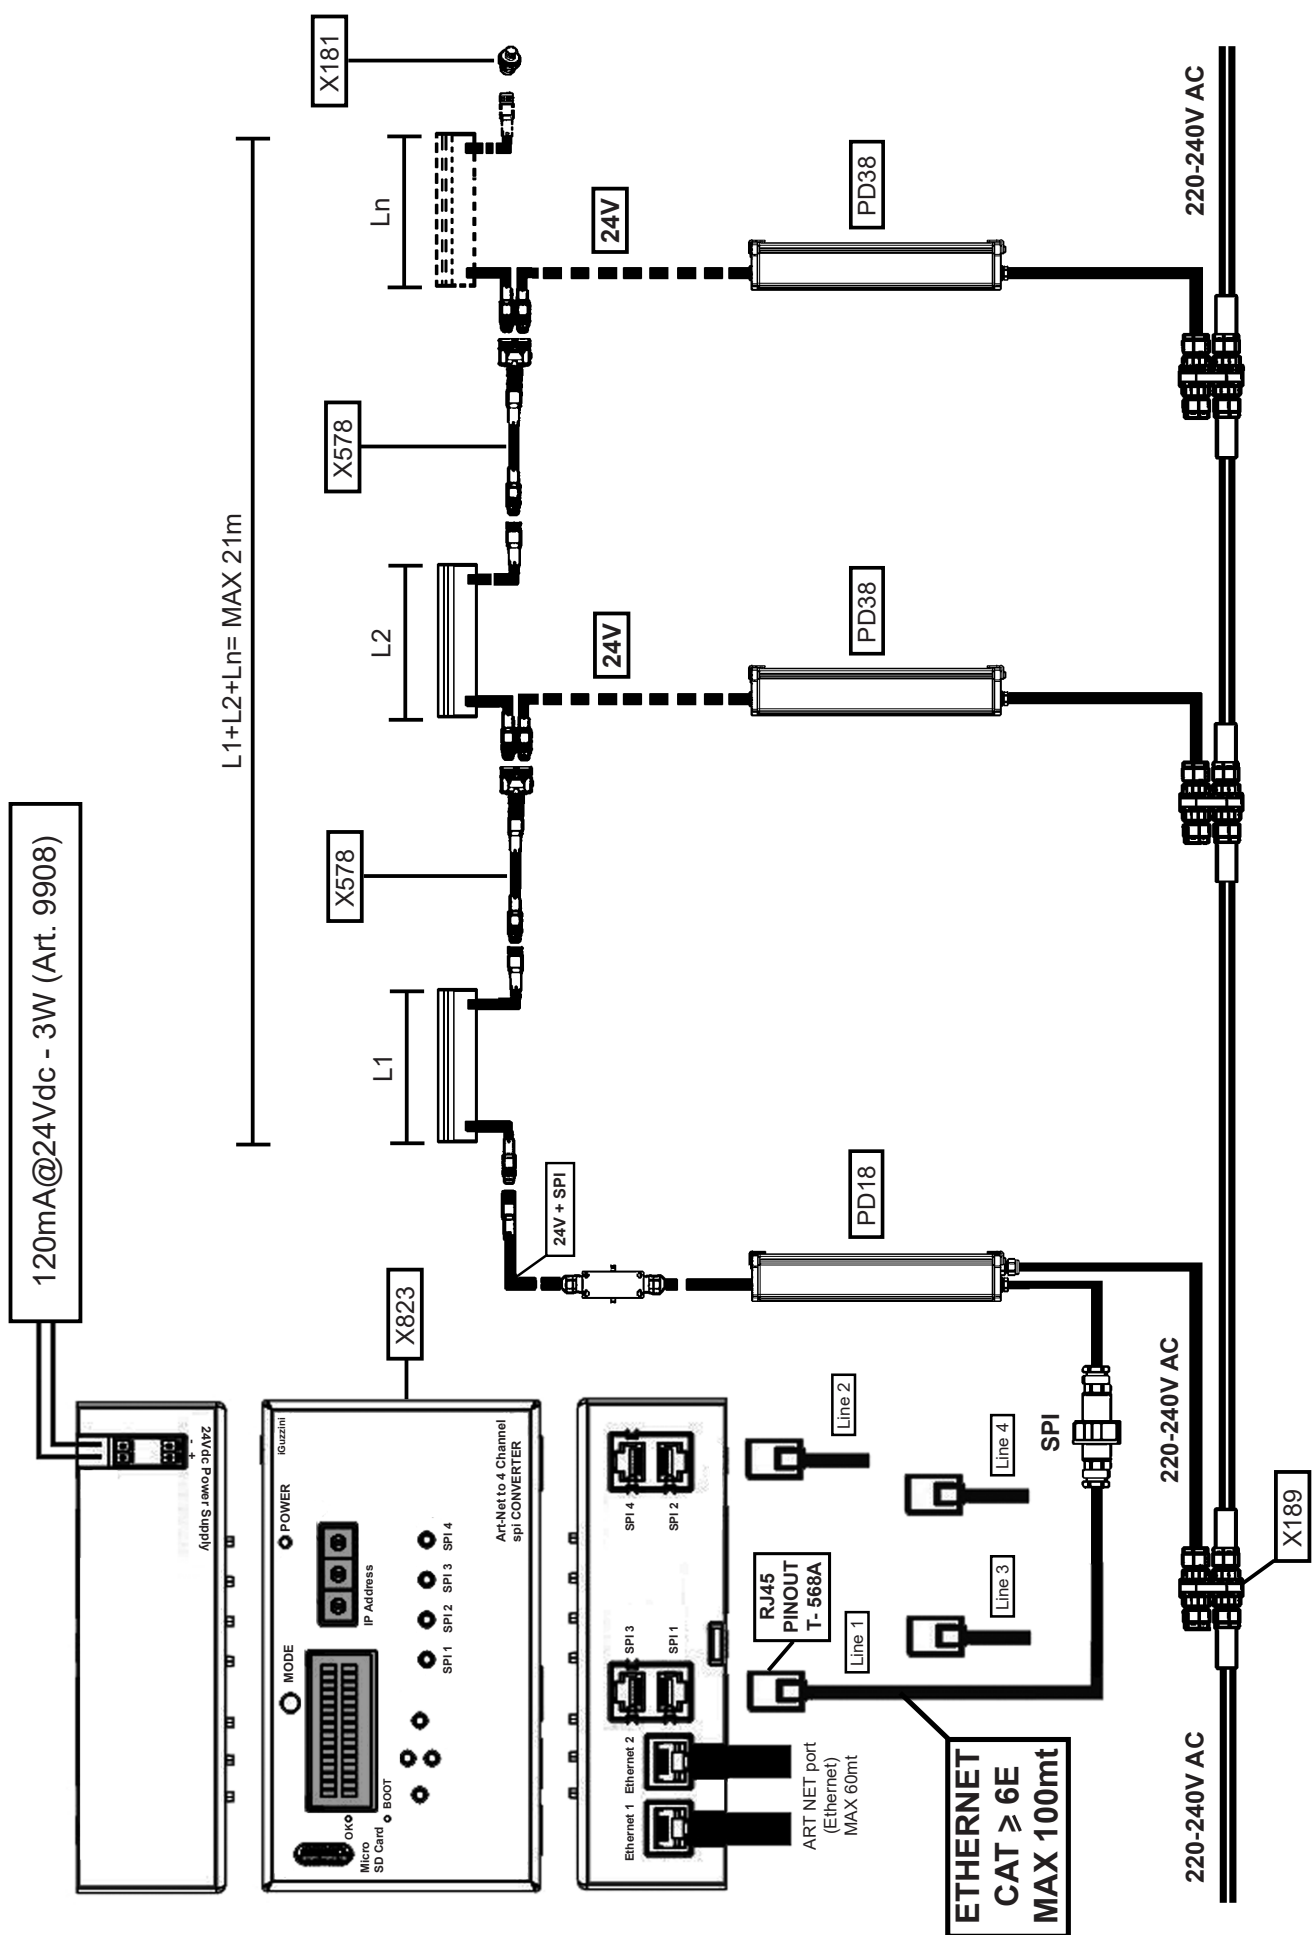 120mA@24Vdc - 3W (Art. 9908)
24Vdc Power Supply
- +
X823
iGuzzini
POWER
MODE
IP Address
OK
BOOT
Micro
SD Card
SPI 1
SPI 2
SPI 3
SPI 4
Art-Net to 4 Channel
spi CONVERTER
Ethernet 1
Ethernet 2
SPI 3
SPI 1
SPI 4
SPI 2
ART NET port
(Ethernet)
MAX 60mt
RJ45
PINOUT
T- 568A
Line 1
Line 2
Line 3
Line 4
ETHERNET
CAT ≥ 6E
MAX 100mt
SPI
L1+L2+Ln= MAX 21m
L1
L2
Ln
X578
X578
X181
24V + SPI
24V
24V
PD18
PD38
PD38
220-240V AC
220-240V AC
220-240V AC
X189